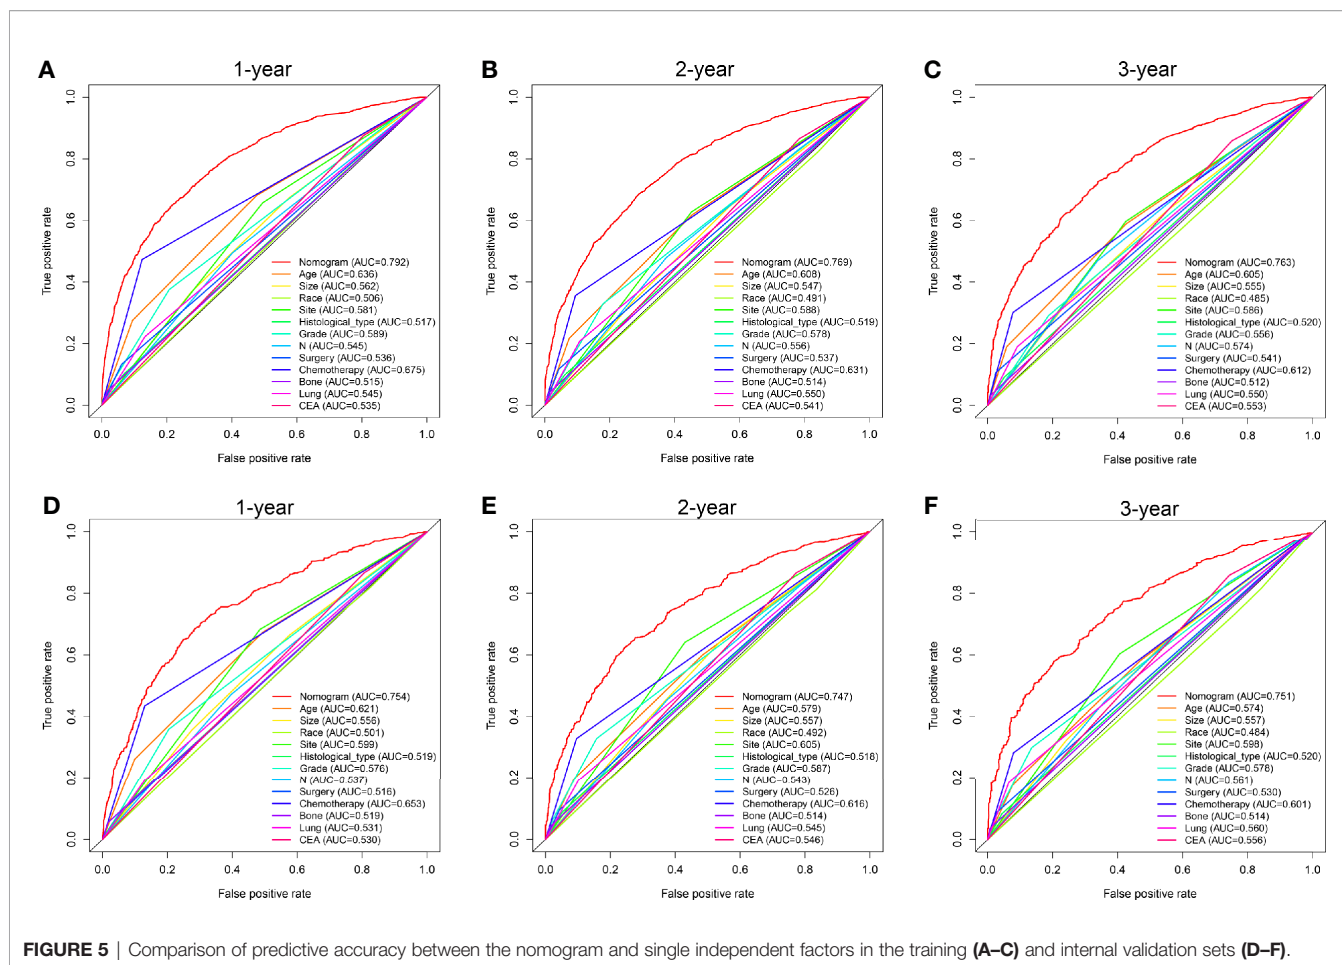 A
1-year
True positive rate
1.0
0.8
0.6
0.4
0.2
0.0
Nomogram (AUC=0.792)
Age (AUC=0.636)
Size (AUC=0.562)
Race (AUC=0.506)
Site (AUC=0.581)
Histological_type (AUC=0.517)
Grade (AUC=0.589)
N (AUC=0.545)
Surgery (AUC=0.536)
Chemotherapy (AUC=0.675)
Bone (AUC=0.515)
Lung (AUC=0.545)
CEA (AUC=0.535)
0.0 0.2 0.4 0.6 0.8 1.0
False positive rate
B
2-year
True positive rate
1.0
0.8
0.6
0.4
0.2
0.0
Nomogram (AUC=0.769)
Age (AUC=0.608)
Size (AUC=0.547)
Race (AUC=0.491)
Site (AUC=0.588)
Histological_type (AUC=0.519)
Grade (AUC=0.578)
N (AUC=0.556)
Surgery (AUC=0.537)
Chemotherapy (AUC=0.631)
Bone (AUC=0.514)
Lung (AUC=0.550)
CEA (AUC=0.541)
0.0 0.2 0.4 0.6 0.8 1.0
False positive rate
C
3-year
True positive rate
1.0
0.8
0.6
0.4
0.2
0.0
Nomogram (AUC=0.763)
Age (AUC=0.605)
Size (AUC=0.555)
Race (AUC=0.485)
Site (AUC=0.586)
Histological_type (AUC=0.520)
Grade (AUC=0.556)
N (AUC=0.574)
Surgery (AUC=0.541)
Chemotherapy (AUC=0.612)
Bone (AUC=0.512)
Lung (AUC=0.550)
CEA (AUC=0.553)
0.0 0.2 0.4 0.6 0.8 1.0
False positive rate
D
1-year
True positive rate
1.0
0.8
0.6
0.4
0.2
0.0
Nomogram (AUC=0.754)
Age (AUC=0.621)
Size (AUC=0.556)
Race (AUC=0.501)
Site (AUC=0.599)
Histological_type (AUC=0.519)
Grade (AUC=0.576)
N (AUC=0.537)
Surgery (AUC=0.516)
Chemotherapy (AUC=0.653)
Bone (AUC=0.519)
Lung (AUC=0.531)
CEA (AUC=0.530)
0.0 0.2 0.4 0.6 0.8 1.0
False positive rate
E
2-year
True positive rate
1.0
0.8
0.6
0.4
0.2
0.0
Nomogram (AUC=0.747)
Age (AUC=0.579)
Size (AUC=0.557)
Race (AUC=0.492)
Site (AUC=0.605)
Histological_type (AUC=0.518)
Grade (AUC=0.587)
N (AUC=0.543)
Surgery (AUC=0.528)
Chemotherapy (AUC=0.616)
Bone (AUC=0.514)
Lung (AUC=0.545)
CEA (AUC=0.546)
0.0 0.2 0.4 0.6 0.8 1.0
False positive rate
F
3-year
True positive rate
1.0
0.8
0.6
0.4
0.2
0.0
Nomogram (AUC=0.751)
Age (AUC=0.574)
Size (AUC=0.557)
Race (AUC=0.484)
Site (AUC=0.598)
Histological_type (AUC=0.520)
Grade (AUC=0.578)
N (AUC=0.561)
Surgery (AUC=0.530)
Chemotherapy (AUC=0.601)
Bone (AUC=0.514)
Lung (AUC=0.560)
CEA (AUC=0.556)
0.0 0.2 0.4 0.6 0.8 1.0
False positive rate
FIGURE 5 | Comparison of predictive accuracy between the nomogram and single independent factors in the training (A–C) and internal validation sets (D–F).